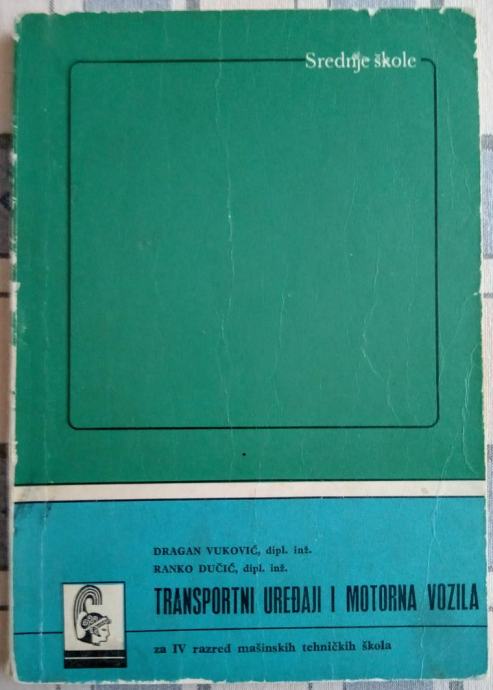 Srednje škole
DRAGAN VUKOVIĆ, dipl. inž.
RANKO DUČIĆ, dipl. inž.
TRANSPORTNI UREĐAJI I MOTORNA VOZILA
za IV razred mašinskih tehničkih škola